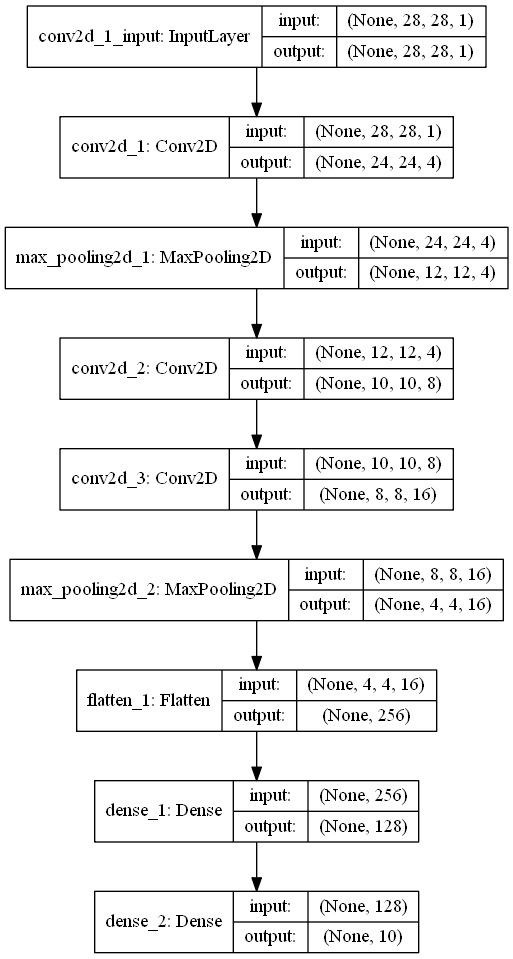 conv2d_1_input: InputLayer
input:
(None, 28, 28, 1)
output:
(None, 28, 28, 1)
conv2d_1: Conv2D
input:
(None, 28, 28, 1)
output:
(None, 24, 24, 4)
max_pooling2d_1: MaxPooling2D
input:
(None, 24, 24, 4)
output:
(None, 12, 12, 4)
conv2d_2: Conv2D
input:
(None, 12, 12, 4)
output:
(None, 10, 10, 8)
conv2d_3: Conv2D
input:
(None, 10, 10, 8)
output:
(None, 8, 8, 16)
max_pooling2d_2: MaxPooling2D
input:
(None, 8, 8, 16)
output:
(None, 4, 4, 16)
flatten_1: Flatten
input:
(None, 4, 4, 16)
output:
(None, 256)
dense_1: Dense
input:
(None, 256)
output:
(None, 128)
dense_2: Dense
input:
(None, 128)
output:
(None, 10)